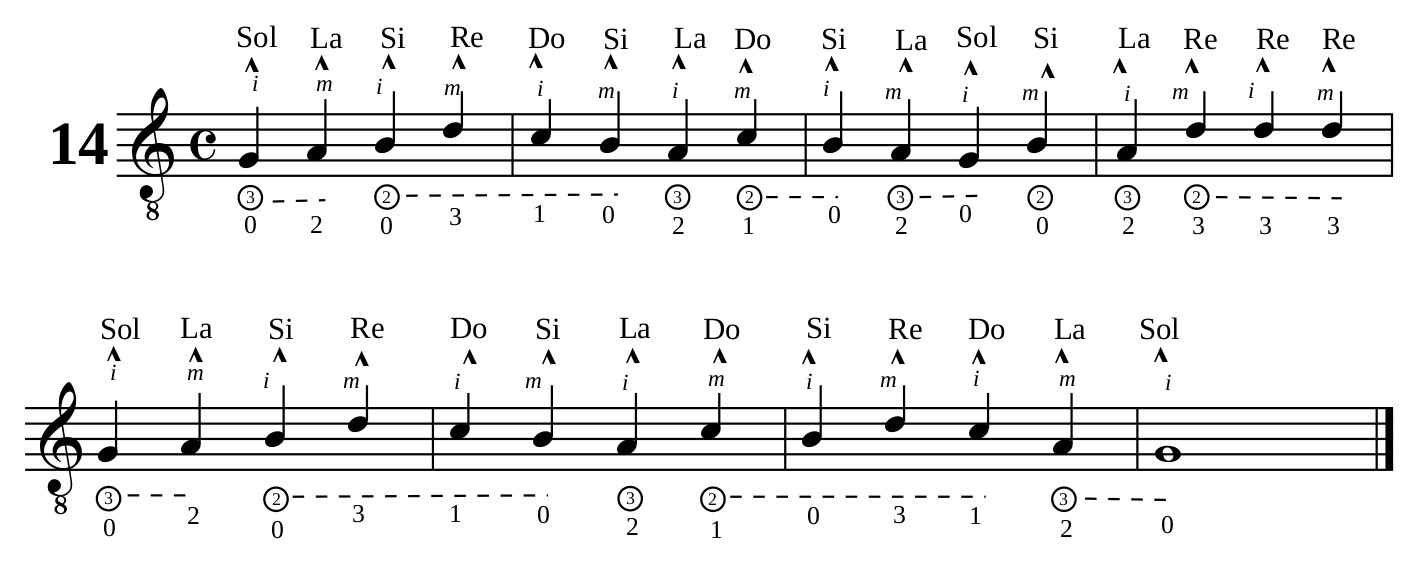 Sol La Si Re Do Si La Do Si La Sol Si La Re Re Re
i m i m i m i m i m i m i m i m
14
8
3 2 3 2 3 2 3 2
0 2 0 3 1 0 2 1 0 2 0 0 2 3 3 3
Sol La Si Re Do Si La Do Si Re Do La Sol
i m i m i m i m i m i m i
8
3 2 3 2 3
0 2 0 3 1 0 2 1 0 3 1 2 0